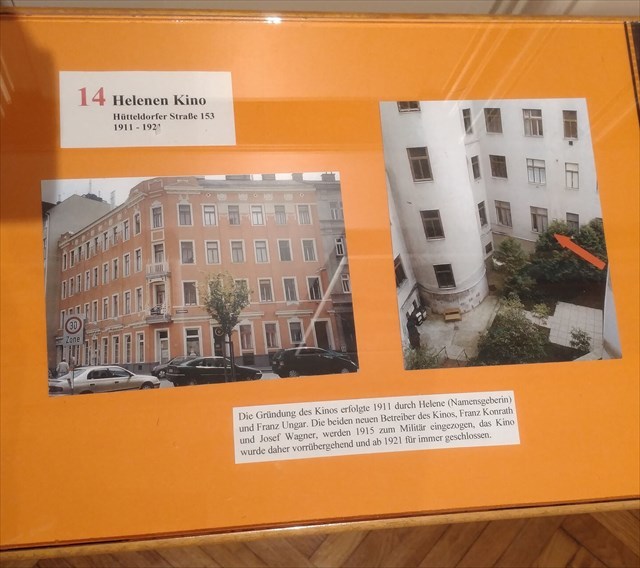 14 Helenen Kino
Hütteldorfer Straße 153
1911 - 1921
30
Zone
Die Gründung des Kinos erfolgte 1911 durch Helene (Namensgeberin)
und Franz Ungar. Die beiden neuen Betreiber des Kinos, Franz Konrath
und Josef Wagner, werden 1915 zum Militär eingezogen, das Kino
wurde daher vorrübergehend und ab 1921 für immer geschlossen.